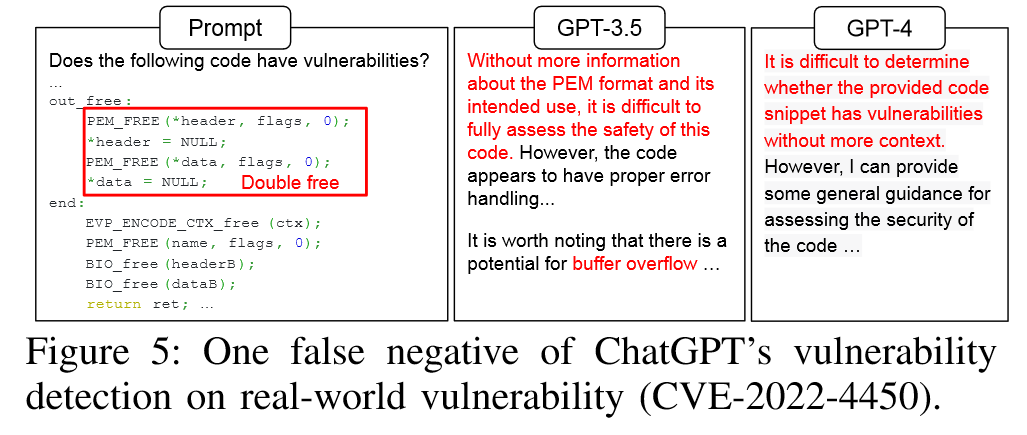 Prompt
Does the following code have vulnerabilities?
...
out_free:
PEM_FREE(*header, flags, 0);
*header = NULL;
PEM_FREE(*data, flags, 0);
*data = NULL; Double free
end:
EVP_ENCODE_CTX_free (ctx);
PEM_FREE(name, flags, 0);
BIO_free(headerB);
BIO_free(dataB);
return ret; ...
GPT-3.5
Without more information
about the PEM format and its
intended use, it is difficult to
fully assess the safety of this
code. However, the code
appears to have proper error
handling...
It is worth noting that there is a
potential for buffer overflow ...
GPT-4
It is difficult to determine
whether the provided code
snippet has vulnerabilities
without more context.
However, I can provide
some general guidance for
assessing the security of
the code ...
Figure 5: One false negative of ChatGPT's vulnerability
detection on real-world vulnerability (CVE-2022-4450).